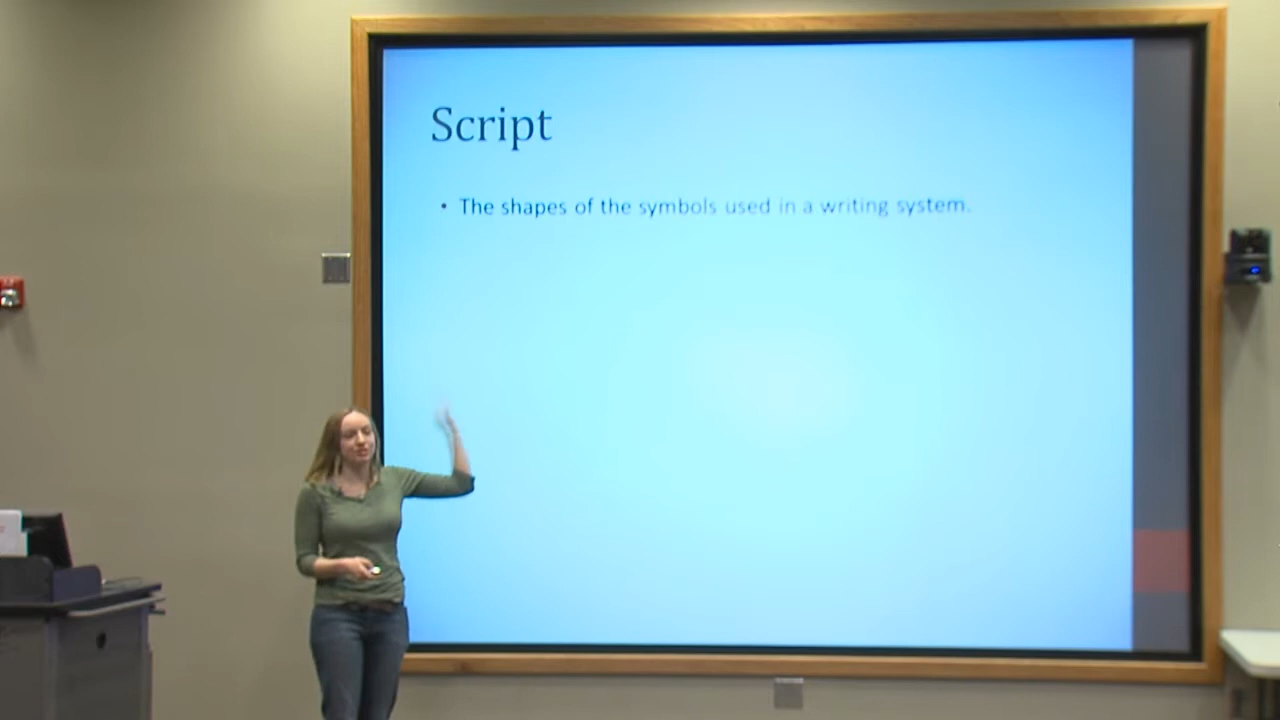 Script
• The shapes of the symbols used in a writing system.